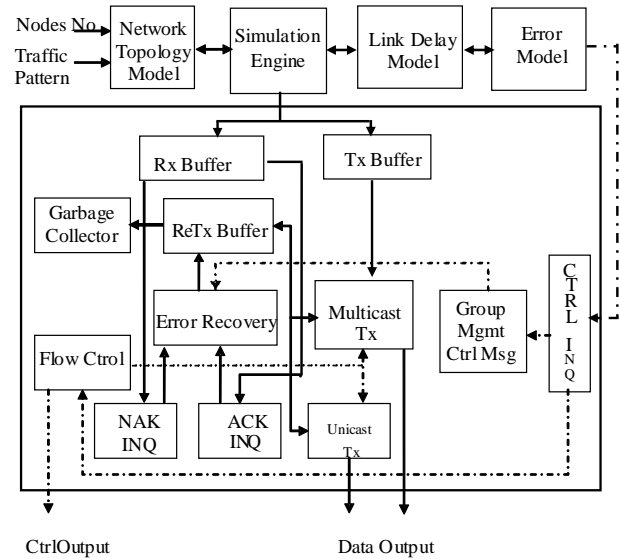 Nodes No
Traffic
Pattern
Network
Topology
Model
Simulation
Engine
Link Delay
Model
Error
Model
Rx Buffer
Tx Buffer
Garbage
Collector
ReTx Buffer
Error Recovery
Multicast
Tx
Group
Mgmt
Ctrl Msg
CTRL INQ
Flow Ctrol
NAK
INQ
ACK
INQ
Unicast
Tx
CtrlOutput
Data Output